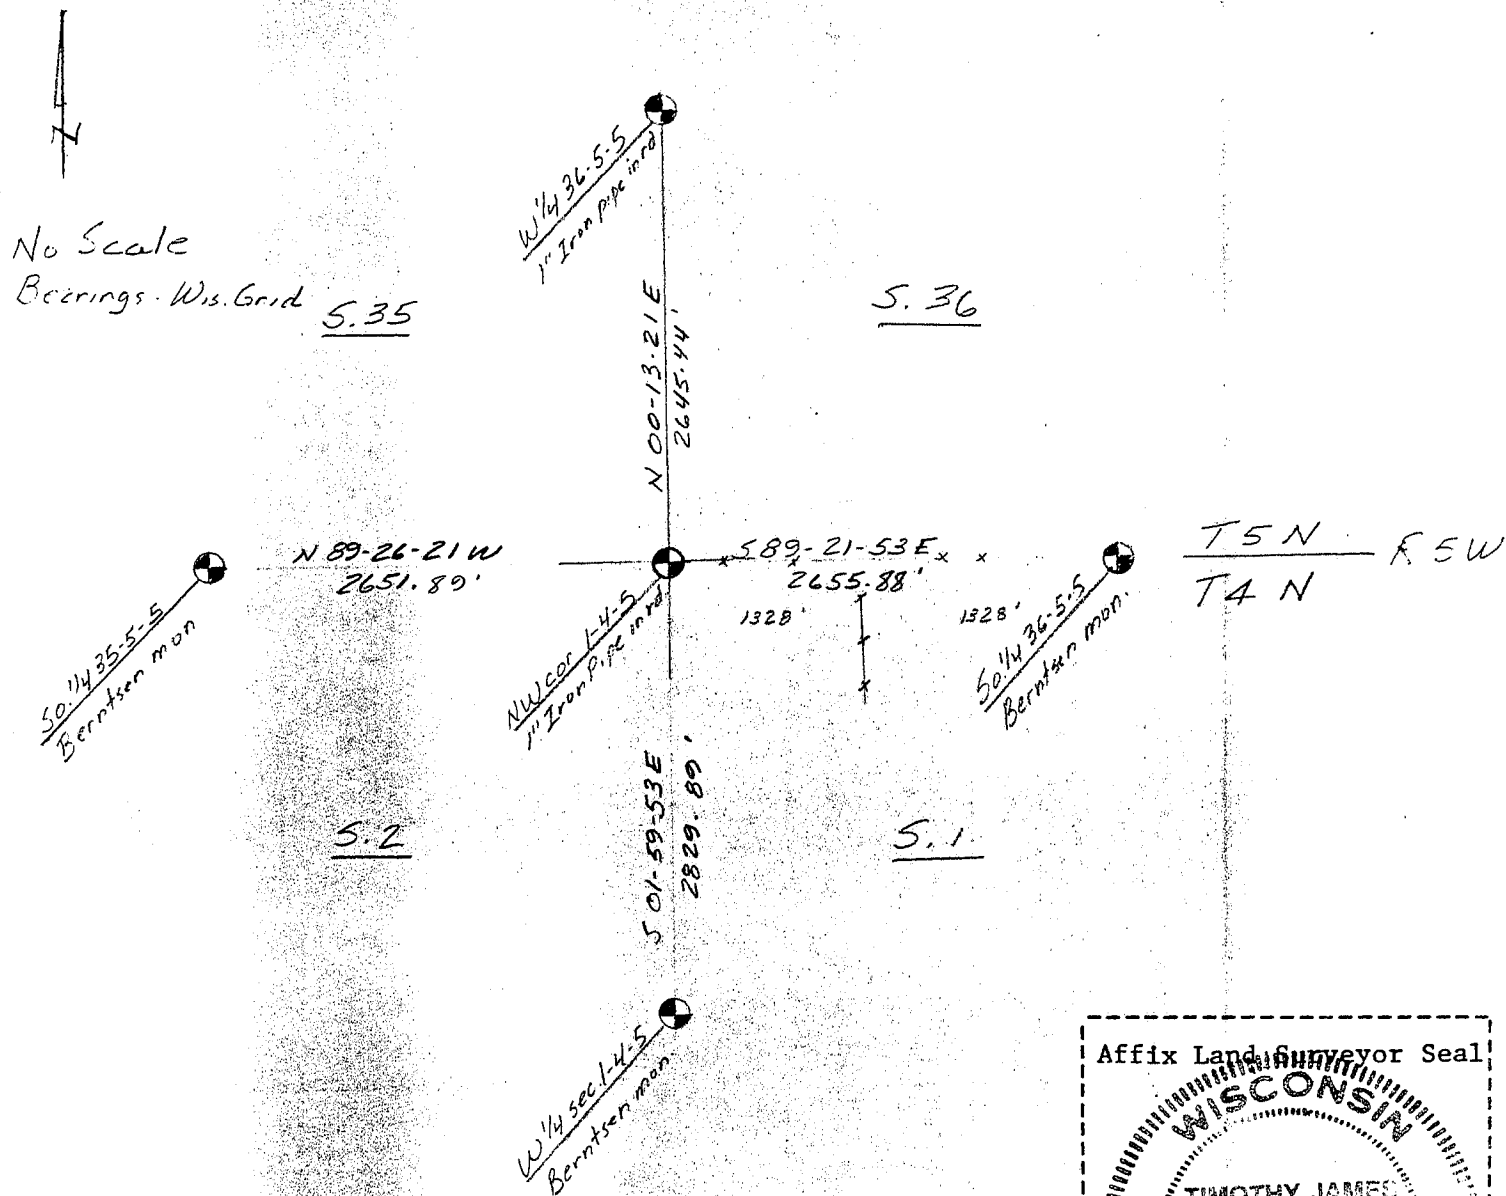 N
No Scale
Bearings. Wis. Grid
S.35
S. 36
W 1/4 36-5-5
1" Iron pipe in rd
N 00-13-21 E
2645.44'
N 89-26-21 W
2651.89'
S 89-21-53 E
2655.88'
1328'
1328'
T 5 N
T 4 N
R 5 W
So. 1/4 35-5-5
Berntsen mon
NW cor 1-4-5
1" Iron Pipe in rd
So 1/4 36-5-5
Berntsen mon.
S 01-59-53 E
2829.89'
S.2
S.1
W 1/4 sec 1-4-5
Berntsen mon.
Affix Land Surveyor Seal
WISCONSIN
TIMOTHY JAMES